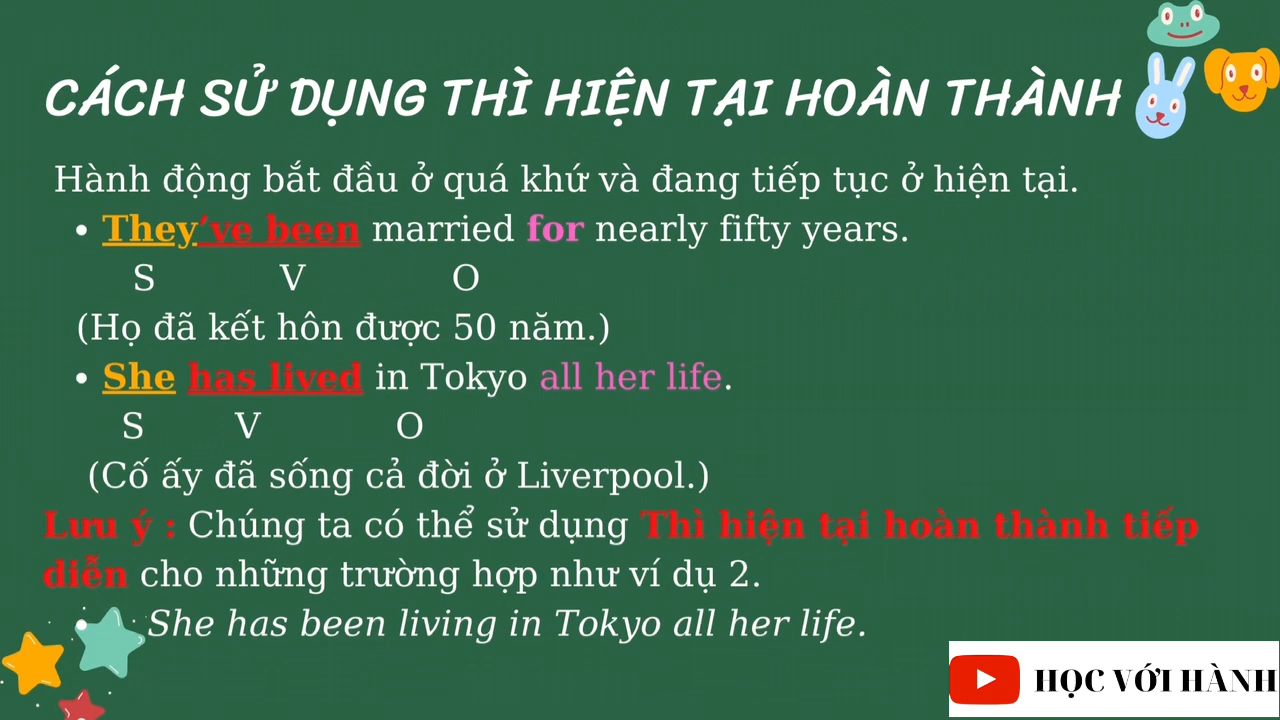 CÁCH SỬ DỤNG THÌ HIỆN TẠI HOÀN THÀNH
Hành động bắt đầu ở quá khứ và đang tiếp tục ở hiện tại.
• They’ve been married for nearly fifty years.
S V O
(Họ đã kết hôn được 50 năm.)
• She has lived in Tokyo all her life.
S V O
(Cố ấy đã sống cả đời ở Liverpool.)
Lưu ý : Chúng ta có thể sử dụng Thì hiện tại hoàn thành tiếp
diễn cho những trường hợp như ví dụ 2.
• She has been living in Tokyo all her life.
HỌC VỚI HÀNH